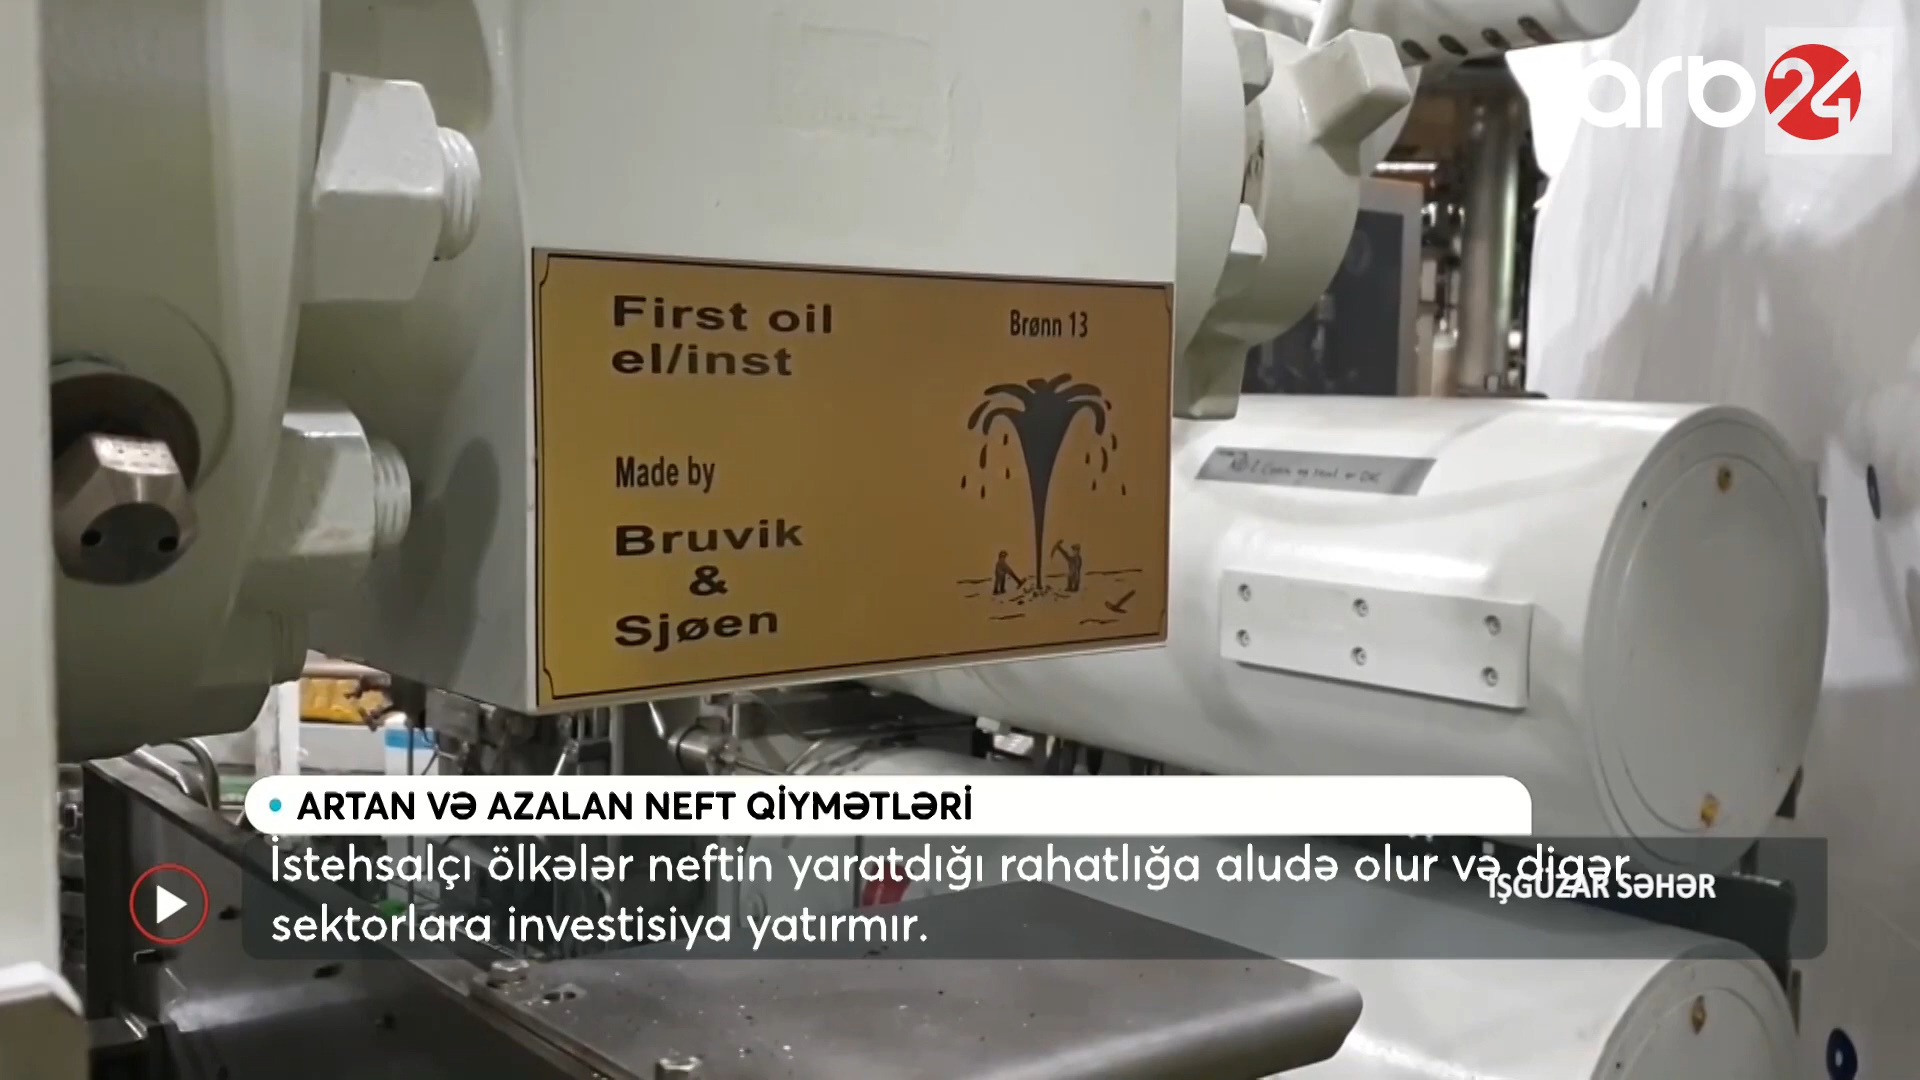 arb24
First oil
el/inst
Brønn 13
Made by
Bruvik
&
Sjøen
ARTAN VƏ AZALAN NEFT QİYMƏTLƏRİ
İstehsalçı ölkələr neftin yaratdığı rahatlığa aludə olur və digər
sektorlara investisiya yatırmır.
İŞGÜZAR SƏHƏR